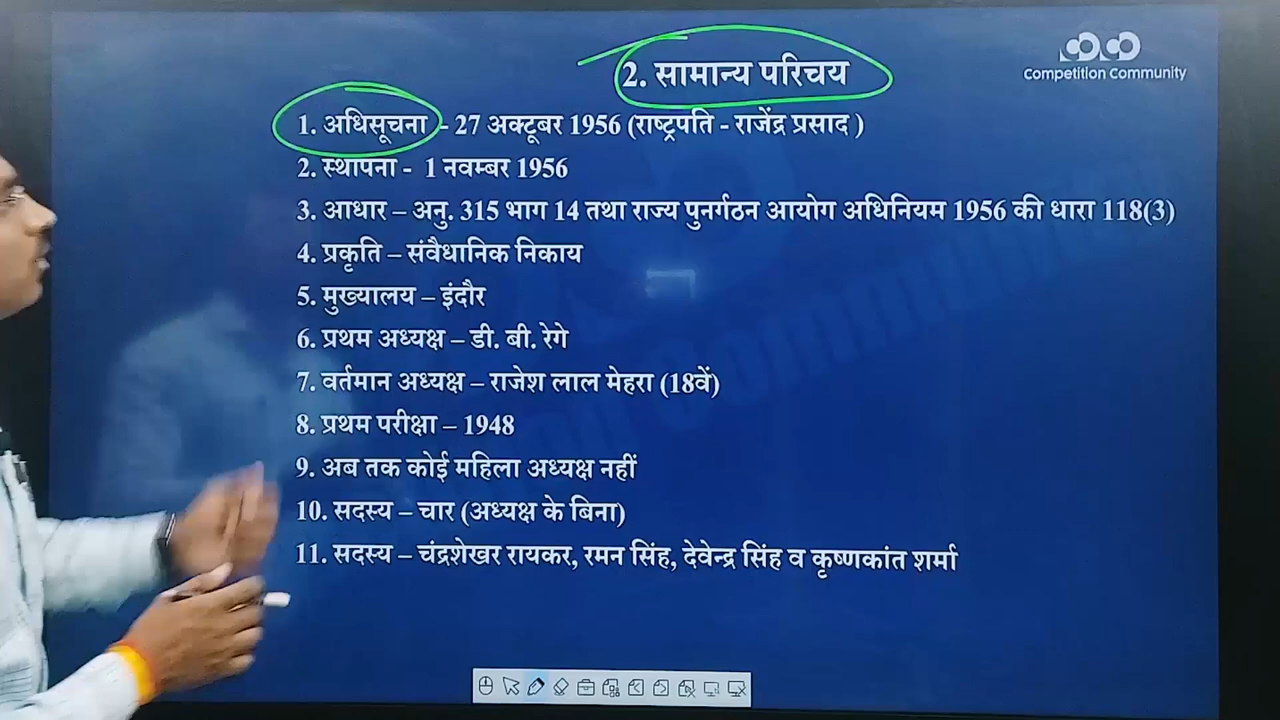 2. सामान्य परिचय
Competition Community
1. अधिसूचना - 27 अक्टूबर 1956 (राष्ट्रपति - राजेंद्र प्रसाद )
2. स्थापना - 1 नवम्बर 1956
3. आधार – अनु. 315 भाग 14 तथा राज्य पुनर्गठन आयोग अधिनियम 1956 की धारा 118(3)
4. प्रकृति – संवैधानिक निकाय
5. मुख्यालय – इंदौर
6. प्रथम अध्यक्ष – डी. बी. रेगे
7. वर्तमान अध्यक्ष – राजेश लाल मेहरा (18वें)
8. प्रथम परीक्षा – 1948
9. अब तक कोई महिला अध्यक्ष नहीं
10. सदस्य – चार (अध्यक्ष के बिना)
11. सदस्य – चंद्रशेखर रायकर, रमन सिंह, देवेन्द्र सिंह व कृष्णकांत शर्मा